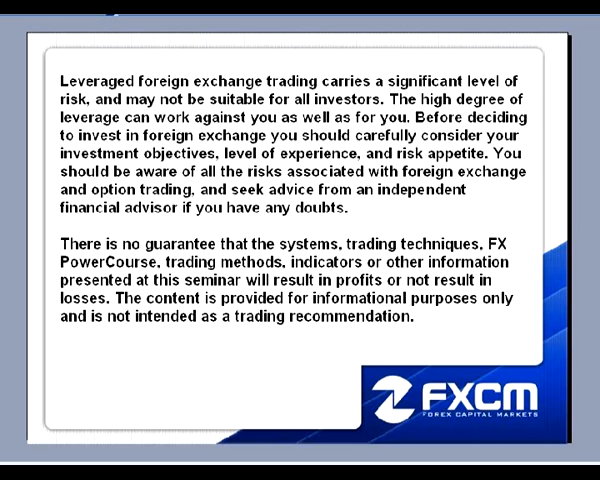 Leveraged foreign exchange trading carries a significant level of
risk, and may not be suitable for all investors. The high degree of
leverage can work against you as well as for you. Before deciding
to invest in foreign exchange you should carefully consider your
investment objectives, level of experience, and risk appetite. You
should be aware of all the risks associated with foreign exchange
and option trading, and seek advice from an independent
financial advisor if you have any doubts.
There is no guarantee that the systems, trading techniques, FX
PowerCourse, trading methods, indicators or other information
presented at this seminar will result in profits or not result in
losses. The content is provided for informational purposes only
and is not intended as a trading recommendation.
FXCM
FOREX CAPITAL MARKETS